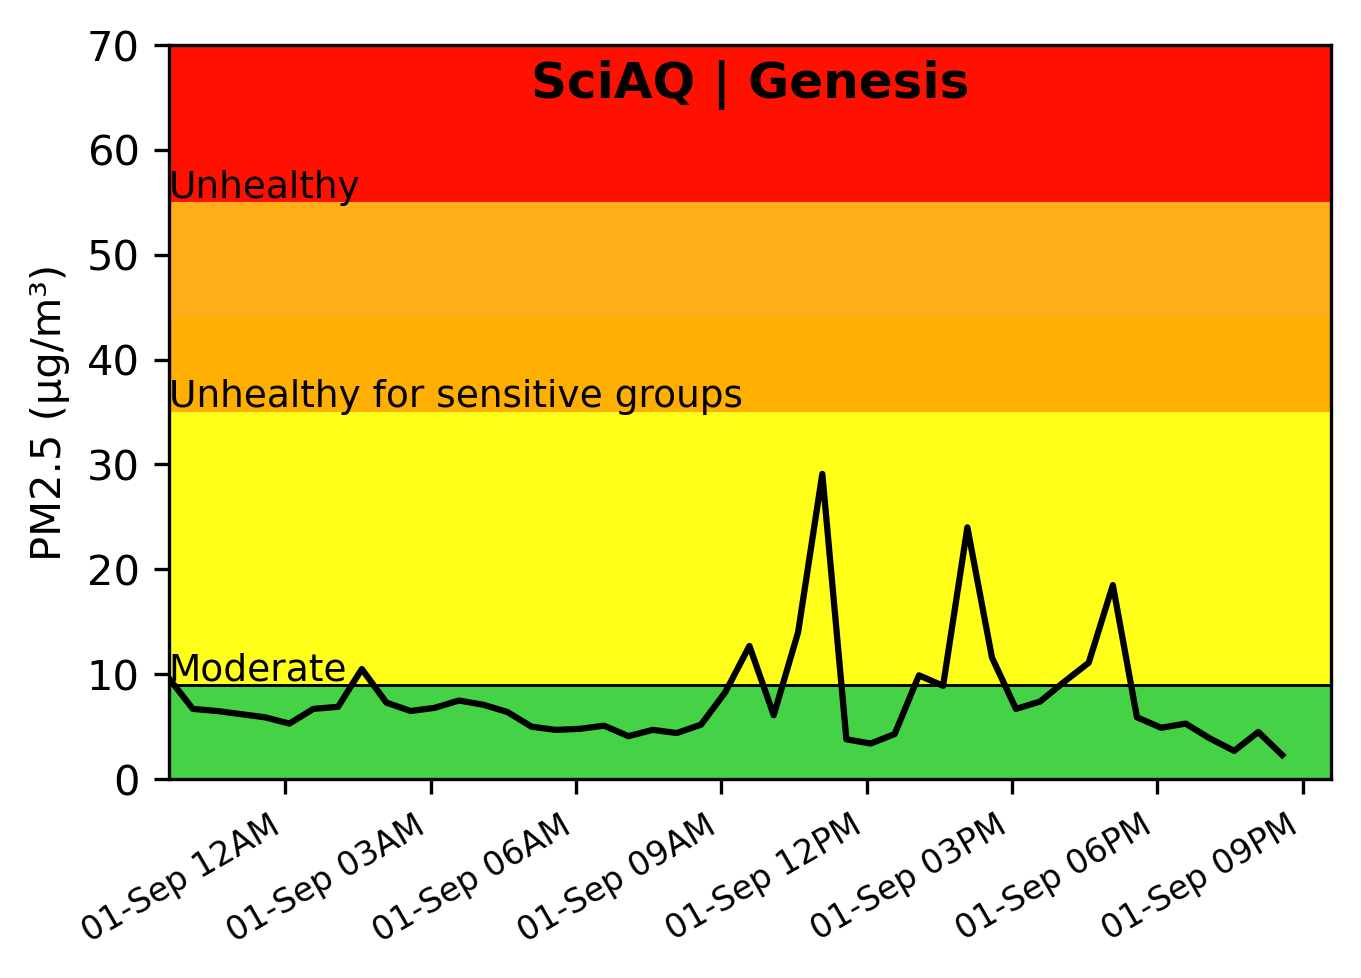 SciAQ | Genesis
70
60
50
40
30
20
10
0
PM2.5 (µg/m³)
Unhealthy
Unhealthy for sensitive groups
Moderate
01-Sep 12AM
01-Sep 03AM
01-Sep 06AM
01-Sep 09AM
01-Sep 12PM
01-Sep 03PM
01-Sep 06PM
01-Sep 09PM